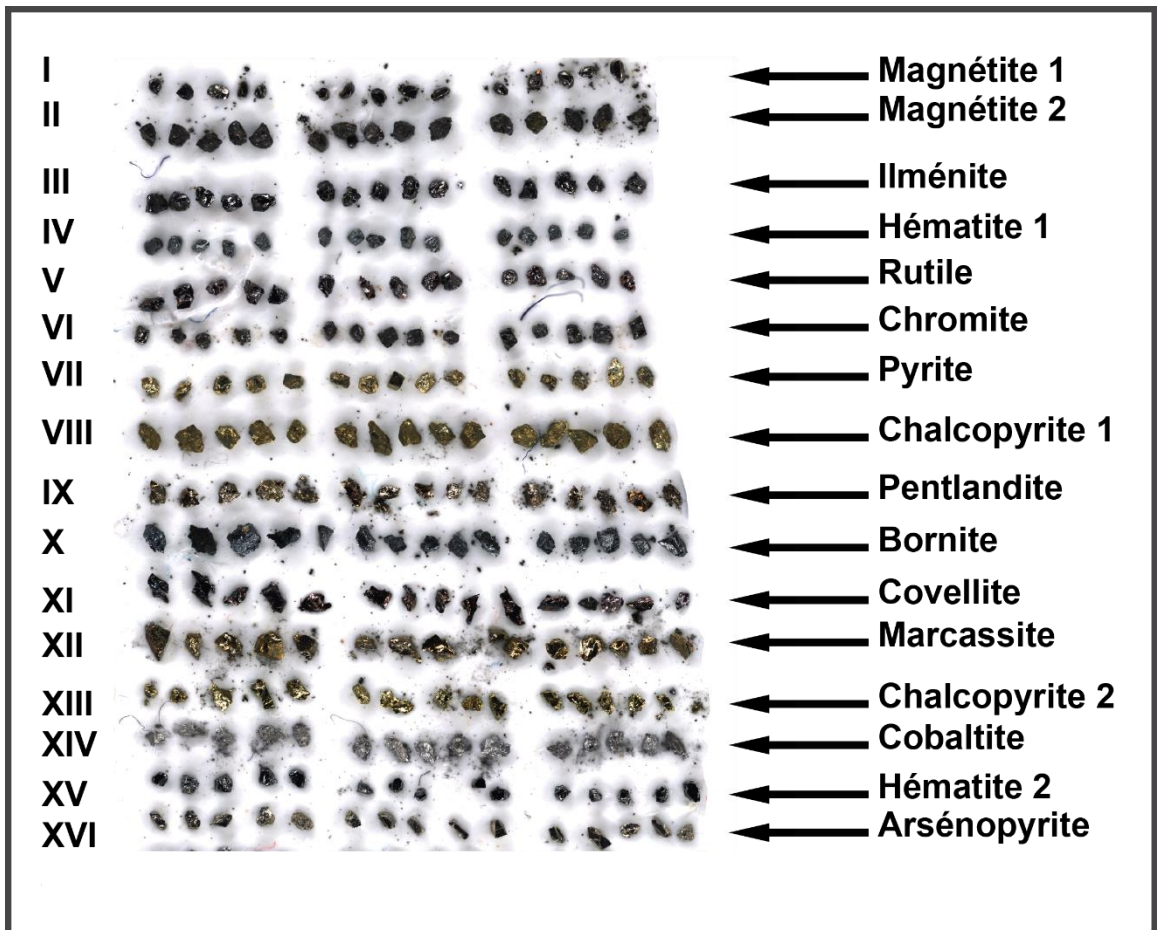 I Magnétite 1
II Magnétite 2
III Ilménite
IV Hématite 1
V Rutile
VI Chromite
VII Pyrite
VIII Chalcopyrite 1
IX Pentlandite
X Bornite
XI Covellite
XII Marcassite
XIII Chalcopyrite 2
XIV Cobaltite
XV Hématite 2
XVI Arsénopyrite